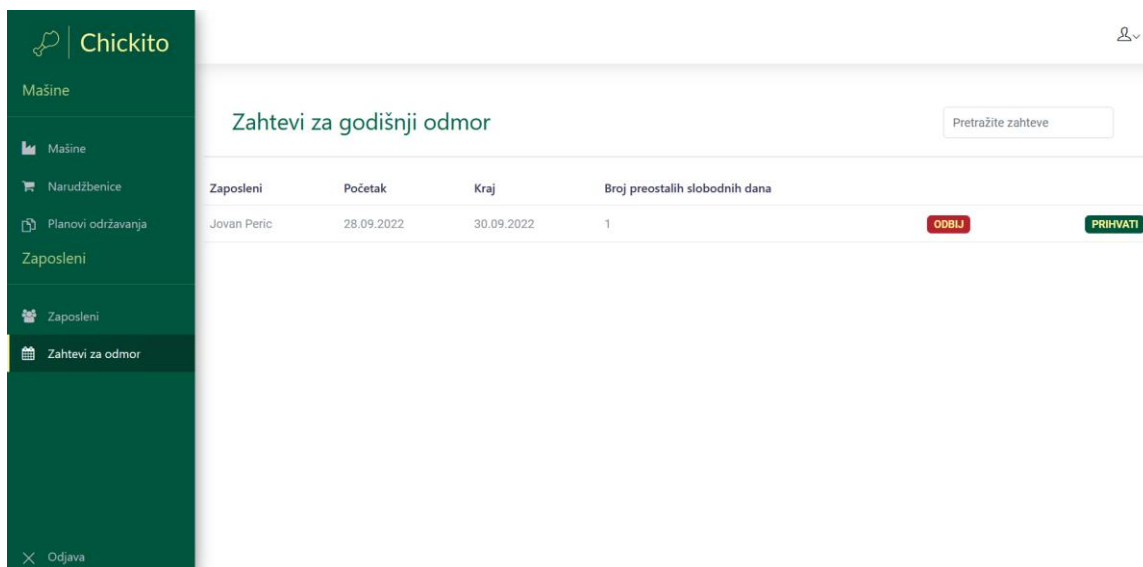 Chickito
Mašine
Mašine
Narudžbenice
Planovi održavanja
Zaposleni
Zaposleni
Zahtevi za odmor
Odjava
Zahtevi za godišnji odmor
Pretražite zahteve
Zaposleni Početak Kraj Broj preostalih slobodnih dana
Jovan Peric 28.09.2022 30.09.2022 1 ODBIJ PRIHVATI